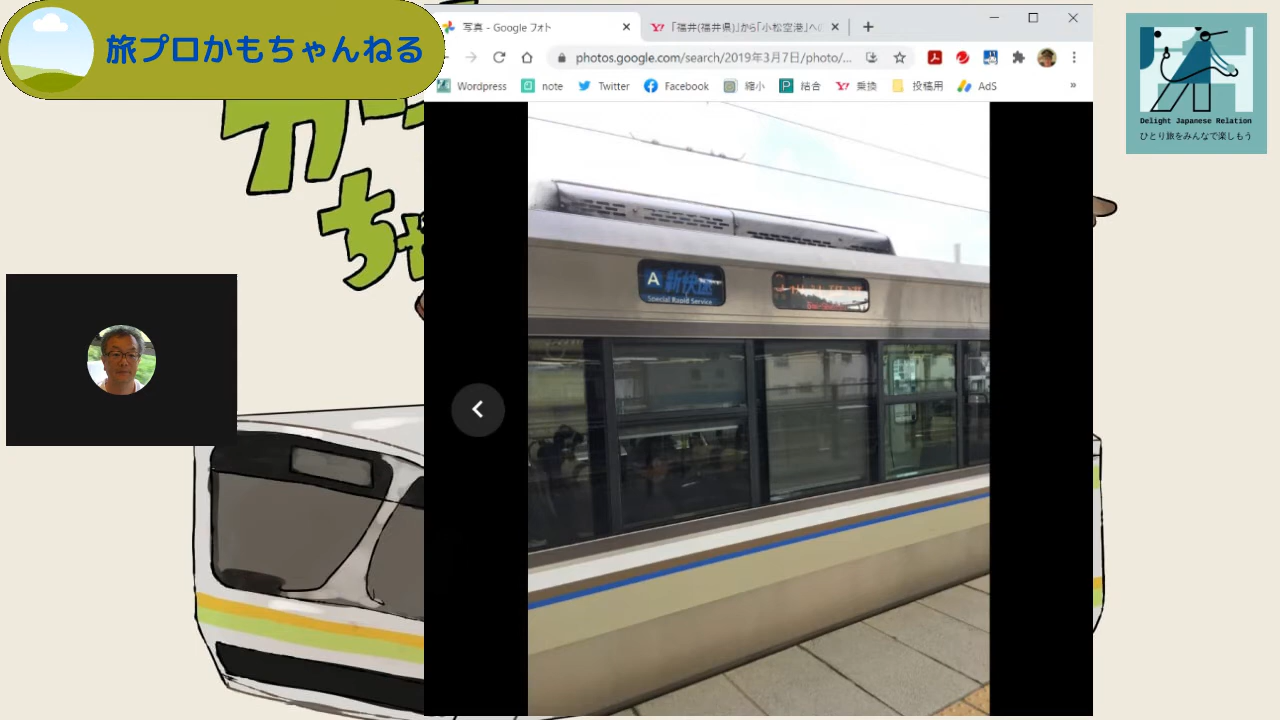 旅プロかもちゃんねる
写真 - Google フォト
「福井(福井県)」から「小松空港」への
photos.google.com/search/2019年3月7日/photo/...
Wordpress
note
Twitter
Facebook
縮小
結合
乗換
投稿用
AdS
»
A 新快速
Special Rapid Service
Delight Japanese Relation
ひとり旅をみんなで楽しもう
ちゃ